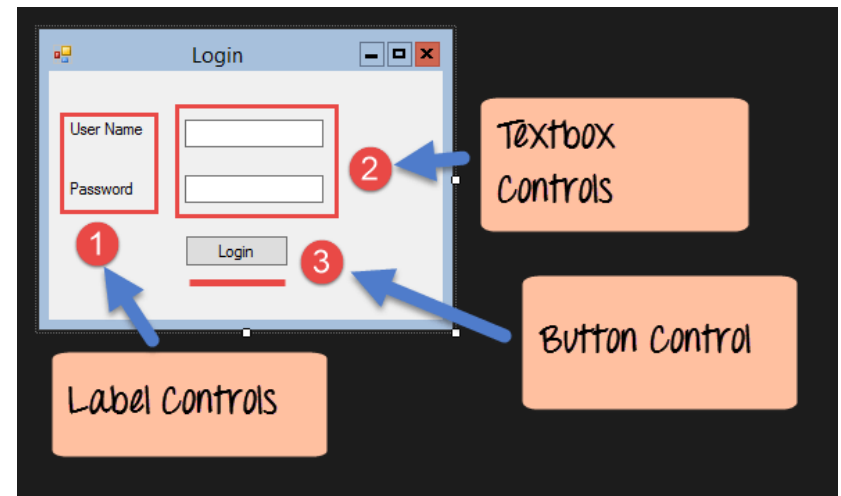 Login
User Name
Password
Login
1
2
3
Textbox
Controls
Button Control
Label Controls